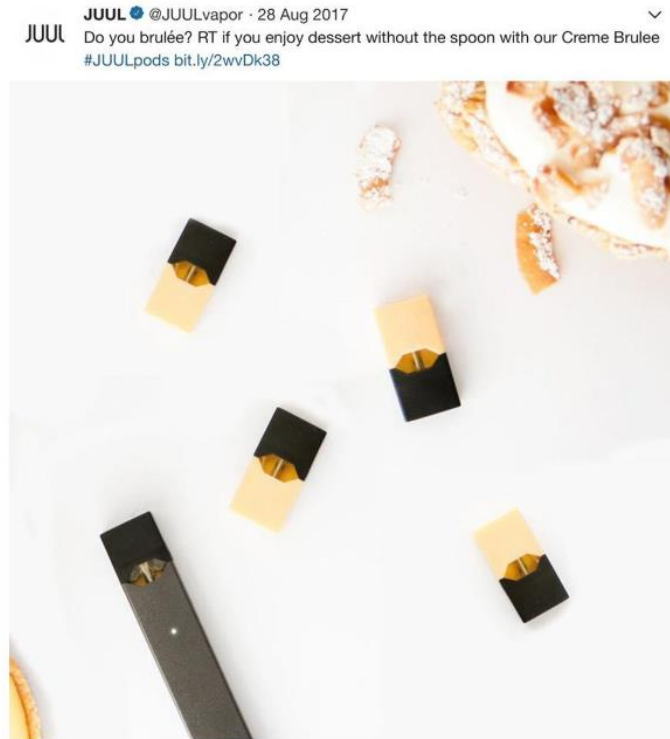 JUUL @JUULvapor · 28 Aug 2017
JUUL
Do you brulée? RT if you enjoy dessert without the spoon with our Creme Brulee
#JUULpods bit.ly/2wvDk38